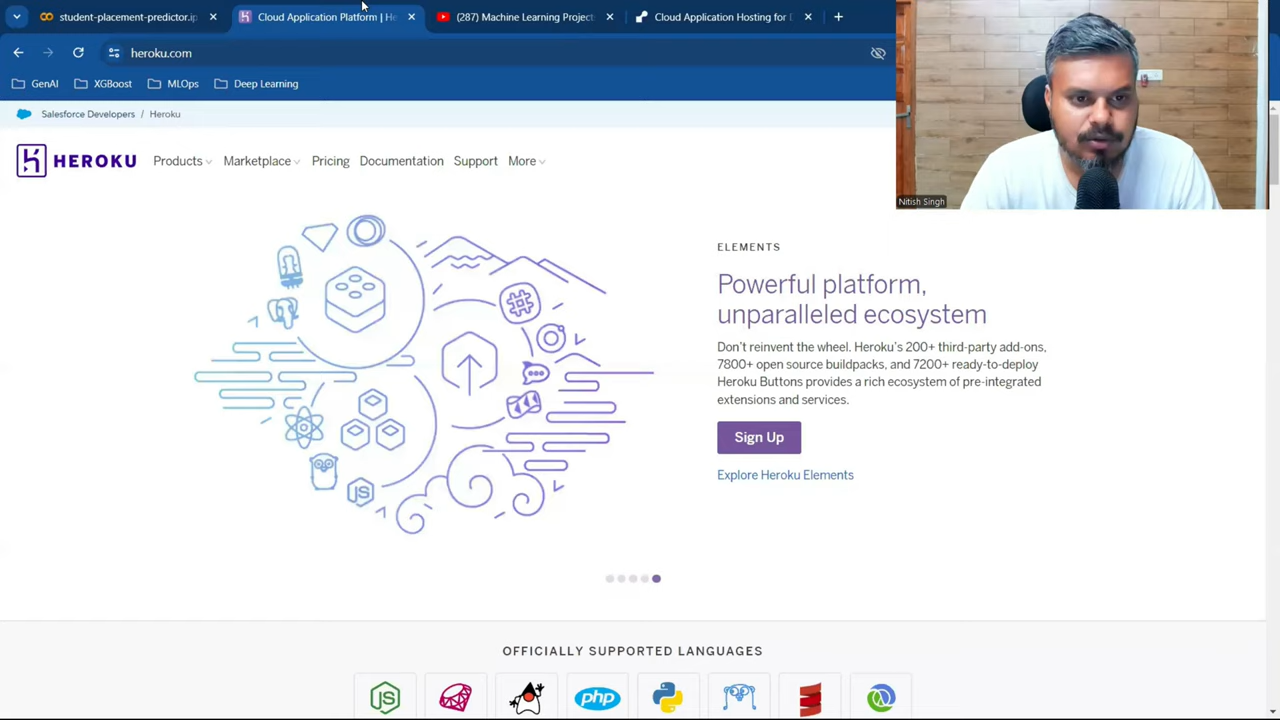 student-placement-predictor.ip
Cloud Application Platform | He
(287) Machine Learning Project
Cloud Application Hosting for D
heroku.com
GenAI
XGBoost
MLOps
Deep Learning
Salesforce Developers / Heroku
HEROKU
Products
Marketplace
Pricing
Documentation
Support
More
Nitish Singh
ELEMENTS
Powerful platform,
unparalleled ecosystem
Don't reinvent the wheel. Heroku's 200+ third-party add-ons,
7800+ open source buildpacks, and 7200+ ready-to-deploy
Heroku Buttons provides a rich ecosystem of pre-integrated
extensions and services.
Sign Up
Explore Heroku Elements
JS
OFFICIALLY SUPPORTED LANGUAGES
JS
php